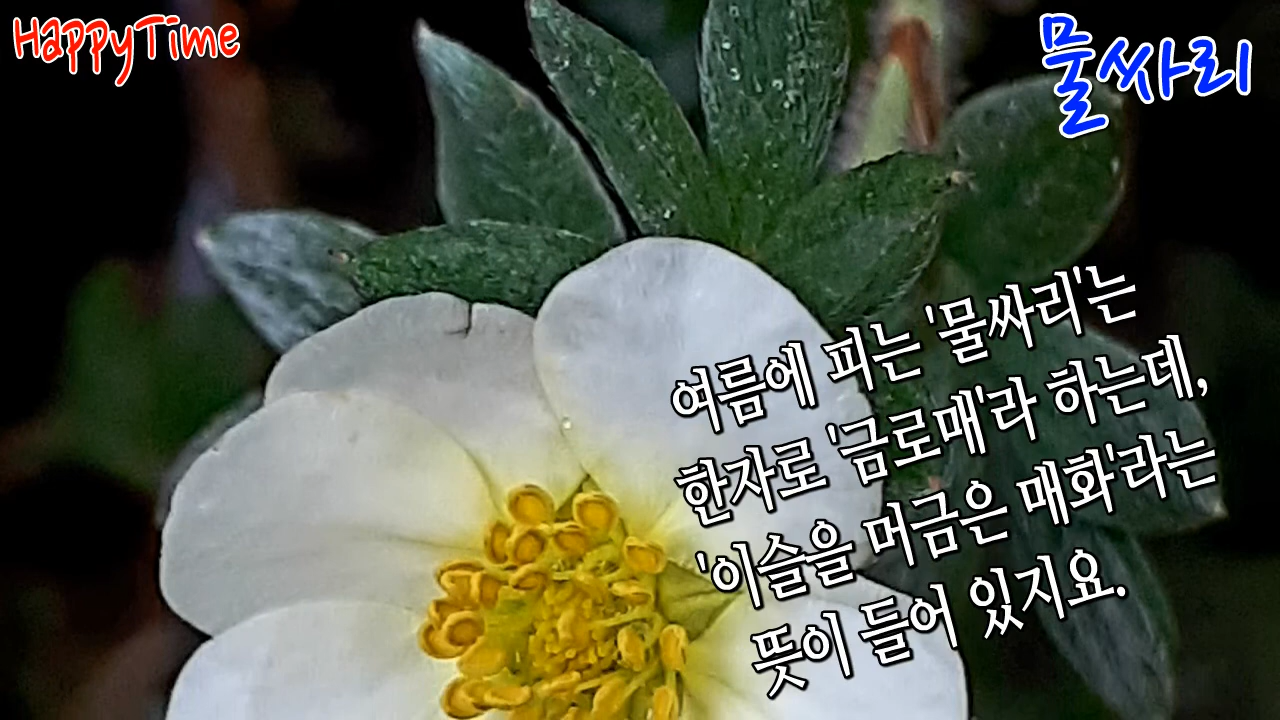 HappyTime
물싸리
여름에 피는 '물싸리'는
한자로 '금로매'라 하는데,
'이슬을 머금은 매화'라는
뜻이 들어 있지요.